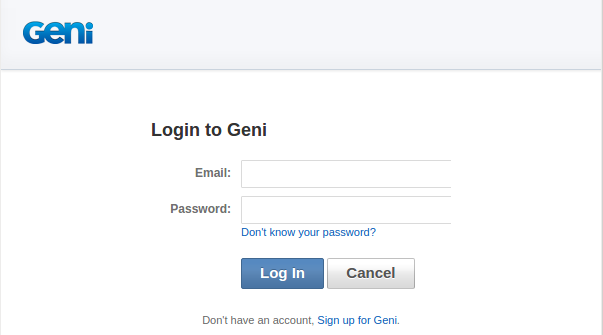 Geni
Login to Geni
Email:
Password:
Don't know your password?
Log In Cancel
Don't have an account, Sign up for Geni.